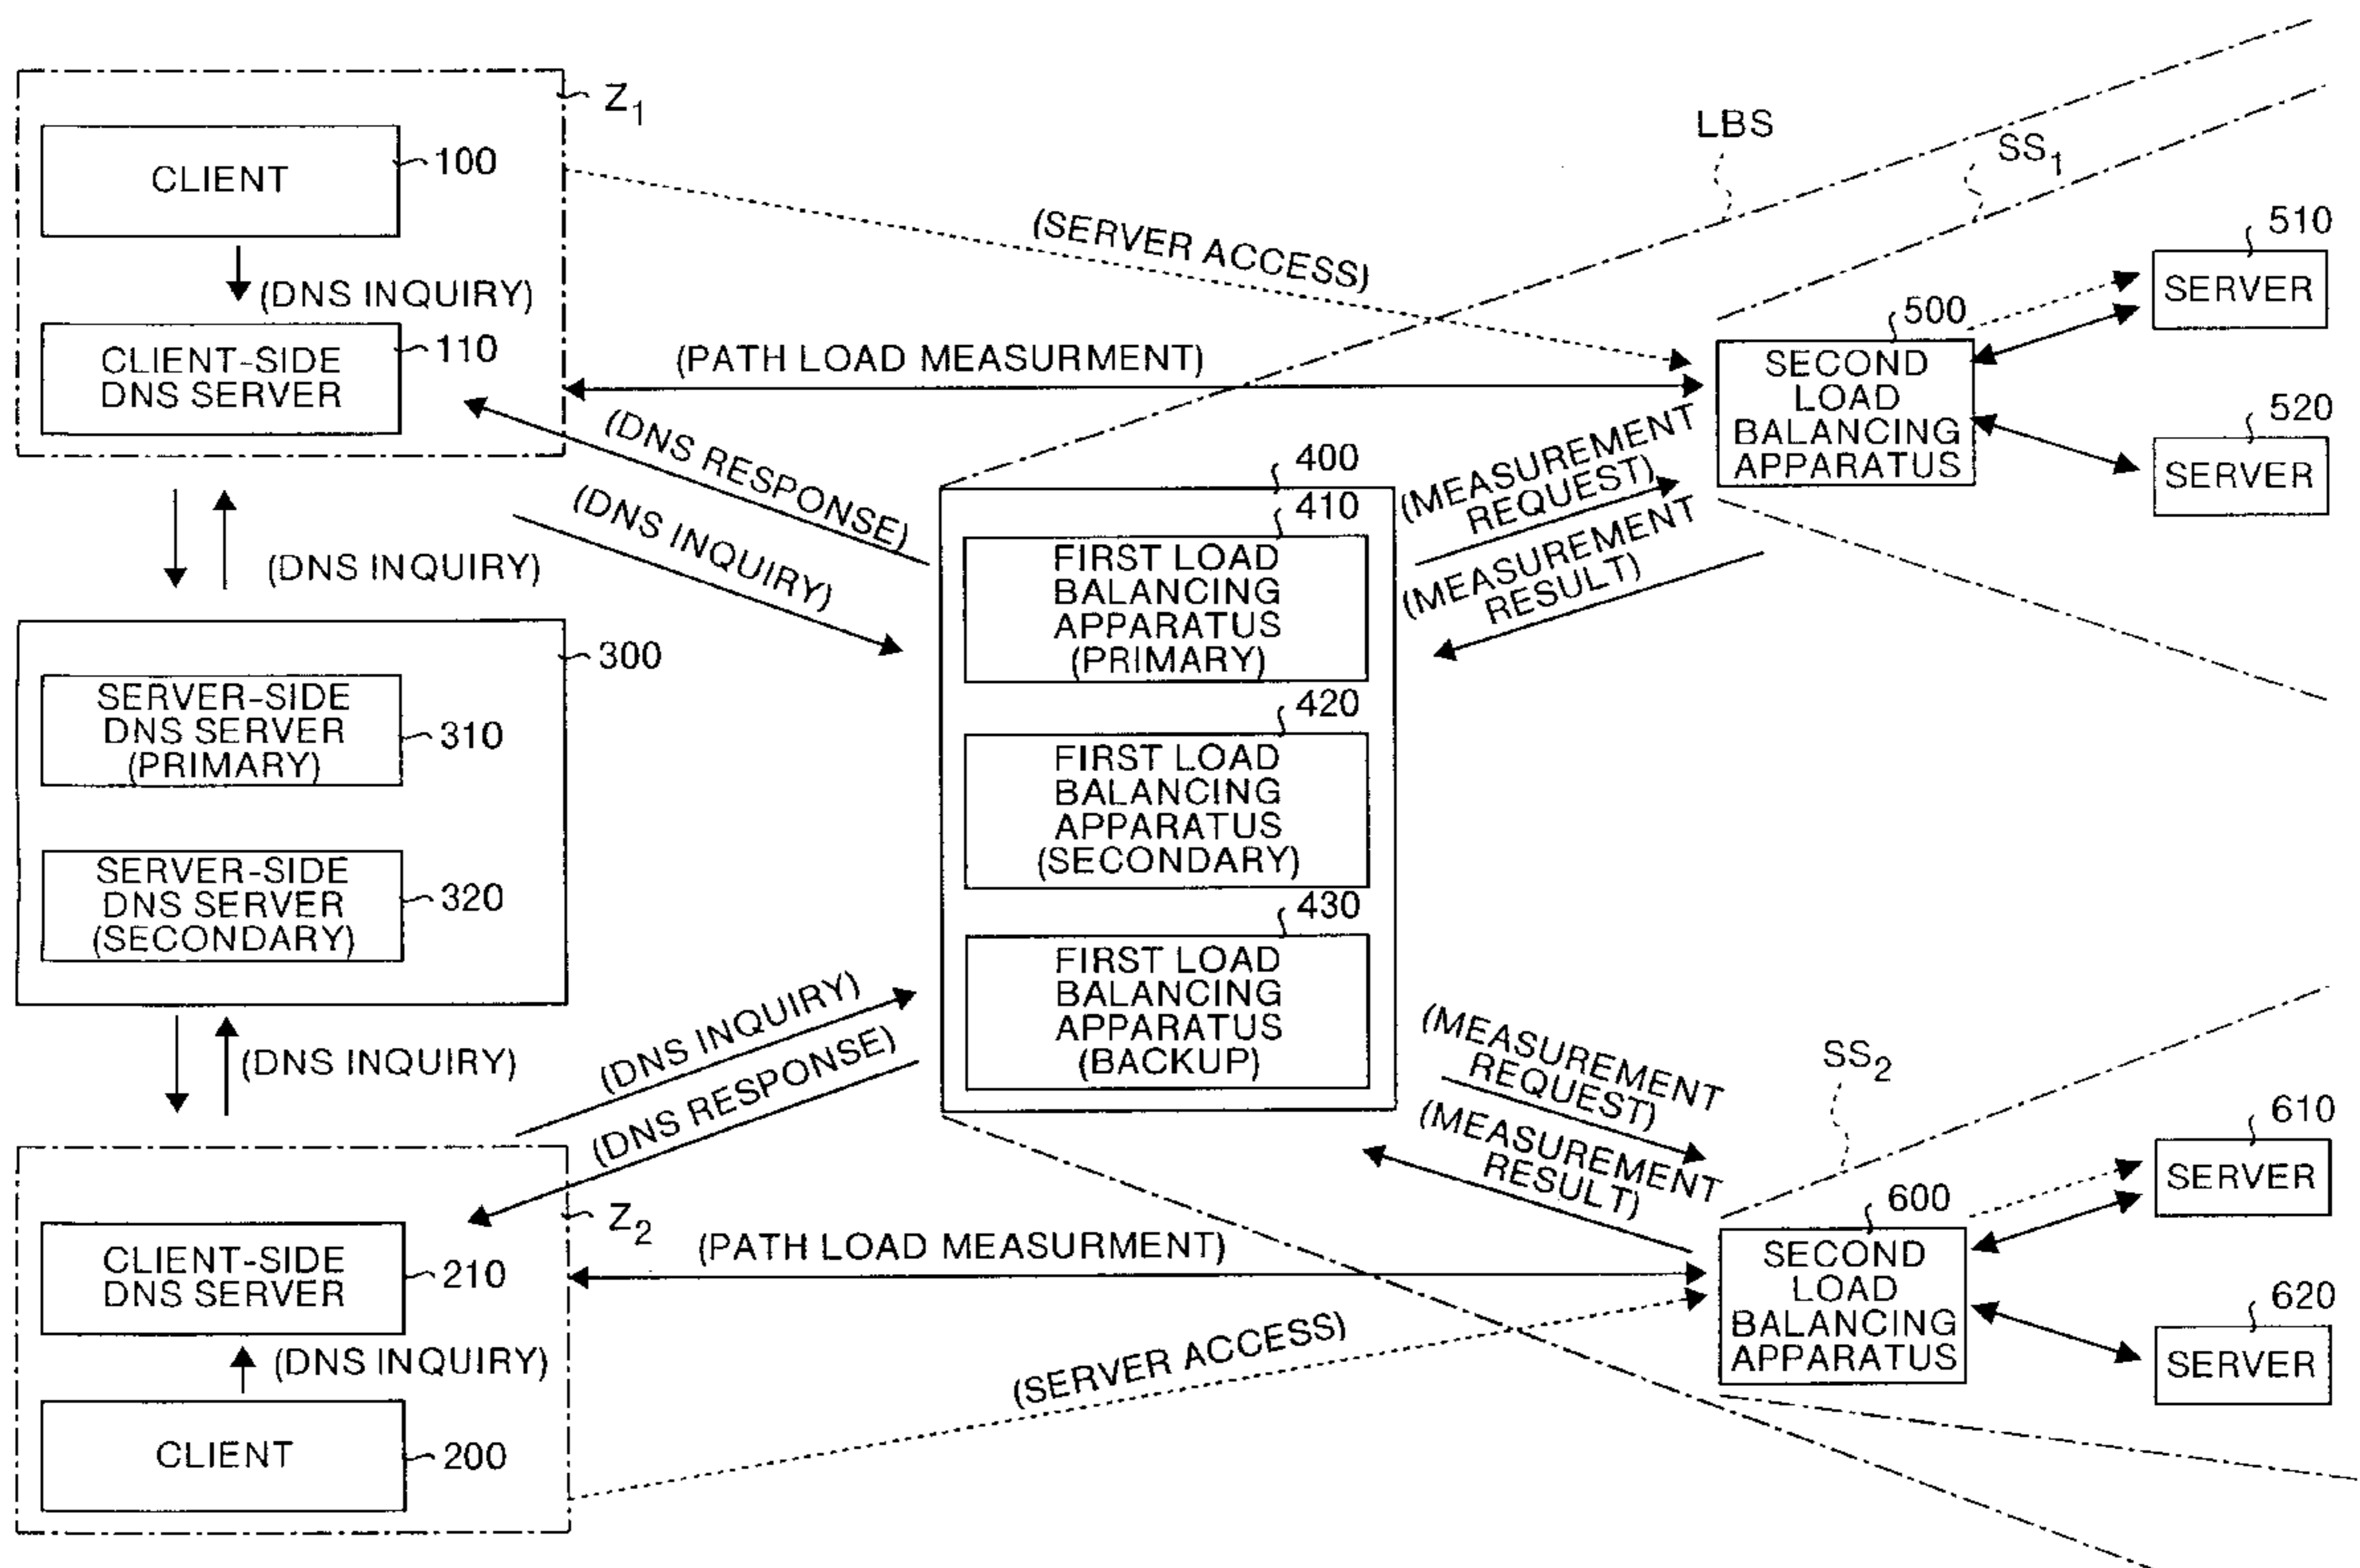 Z1
CLIENT
100
(DNS INQUIRY)
CLIENT-SIDE
DNS SERVER
110
(SERVER ACCESS)
(PATH LOAD MEASURMENT)
(DNS RESPONSE)
(DNS INQUIRY)
(DNS INQUIRY)
300
SERVER-SIDE
DNS SERVER
(PRIMARY)
310
SERVER-SIDE
DNS SERVER
(SECONDARY)
320
(DNS INQUIRY)
(DNS INQUIRY)
(DNS RESPONSE)
Z2
CLIENT-SIDE
DNS SERVER
210
(DNS INQUIRY)
CLIENT
200
(PATH LOAD MEASURMENT)
(SERVER ACCESS)
400
410
FIRST LOAD
BALANCING
APPARATUS
(PRIMARY)
420
FIRST LOAD
BALANCING
APPARATUS
(SECONDARY)
430
FIRST LOAD
BALANCING
APPARATUS
(BACKUP)
(MEASUREMENT
REQUEST)
(MEASUREMENT
RESULT)
(MEASUREMENT
REQUEST)
(MEASUREMENT
RESULT)
LBS
SS1
500
SECOND
LOAD
BALANCING
APPARATUS
510
SERVER
520
SERVER
SS2
600
SECOND
LOAD
BALANCING
APPARATUS
610
SERVER
620
SERVER